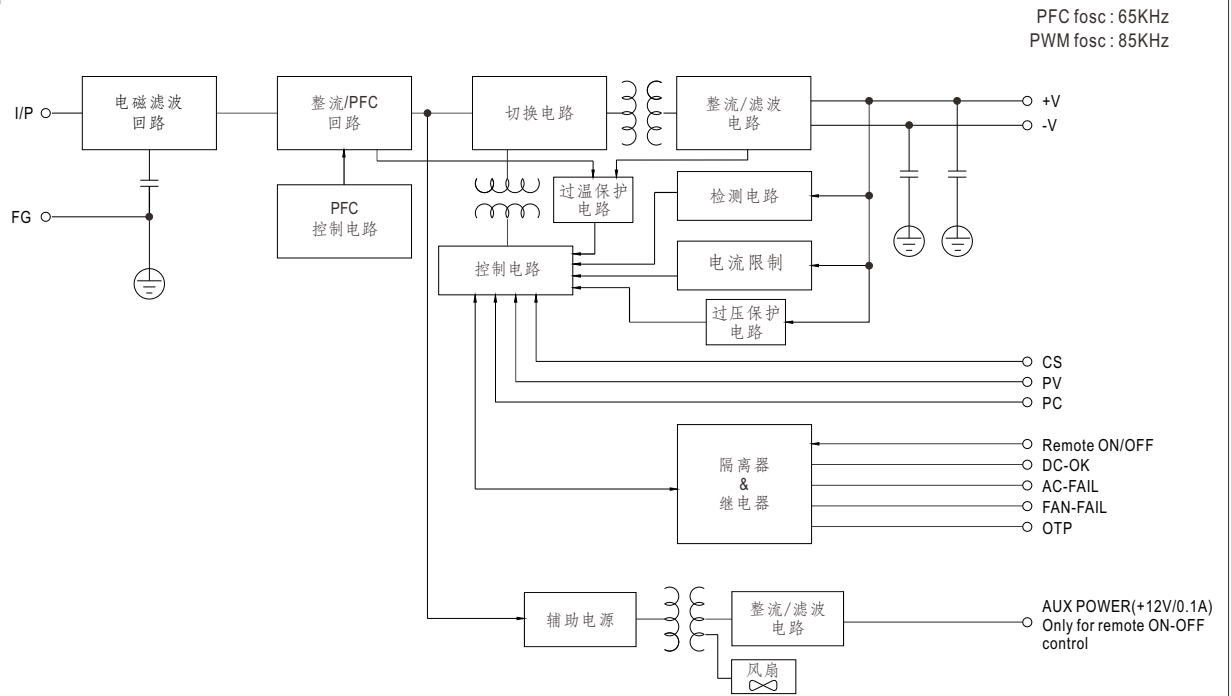 PFC fosc : 65KHz
PWM fosc : 85KHz
I/P
电磁滤波
回路
整流/PFC
回路
切换电路
整流/滤波
电路
+V
-V
FG
PFC
控制电路
过温保护
电路
检测电路
控制电路
电流限制
过压保护
电路
CS
PV
PC
隔离器
&
继电器
Remote ON/OFF
DC-OK
AC-FAIL
FAN-FAIL
OTP
辅助电源
整流/滤波
电路
AUX POWER(+12V/0.1A)
Only for remote ON-OFF
control
风扇